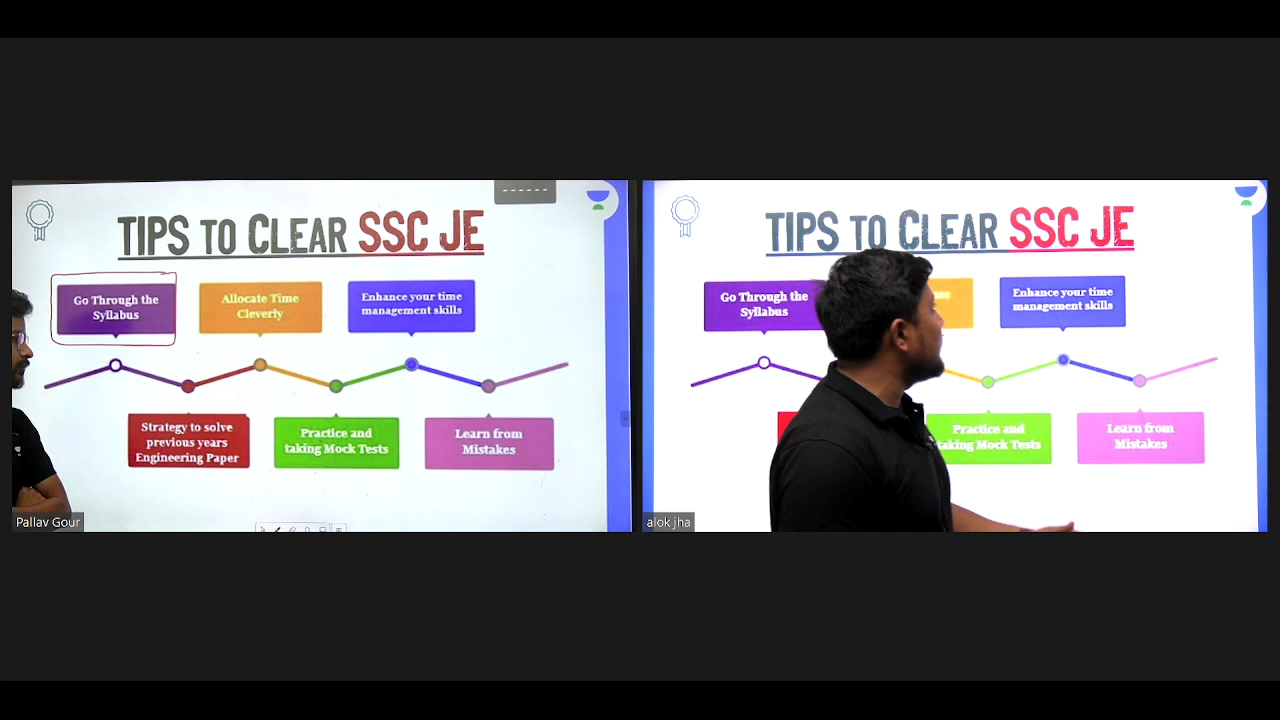 TIPS TO CLEAR SSC JE
Go Through the
Syllabus
Allocate Time
Cleverly
Enhance your time
management skills
Strategy to solve
previous years
Engineering Paper
Practice and
taking Mock Tests
Learn from
Mistakes
Pallav Gour
TIPS TO CLEAR SSC JE
Go Through the
Syllabus
Enhance your time
management skills
Practice and
taking Mock Tests
Learn from
Mistakes
alok jha